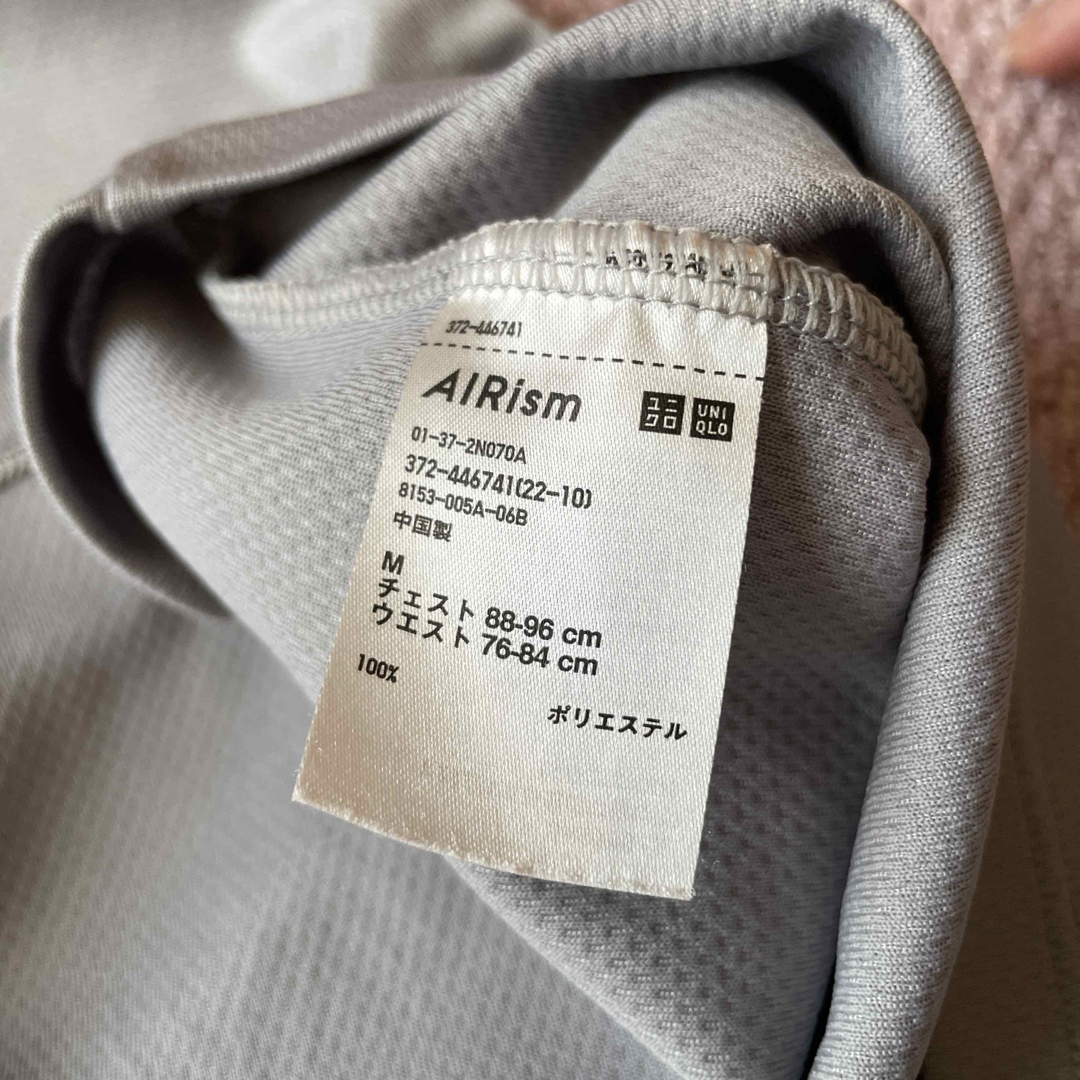 372-446741
AIRism
ユニ
クロ
UNI
QLO
01-37-2N070A
372-446741(22-10)
8153-005A-06B
中国製
M
チェスト 88-96 cm
ウエスト 76-84 cm
100%
ポリエステル